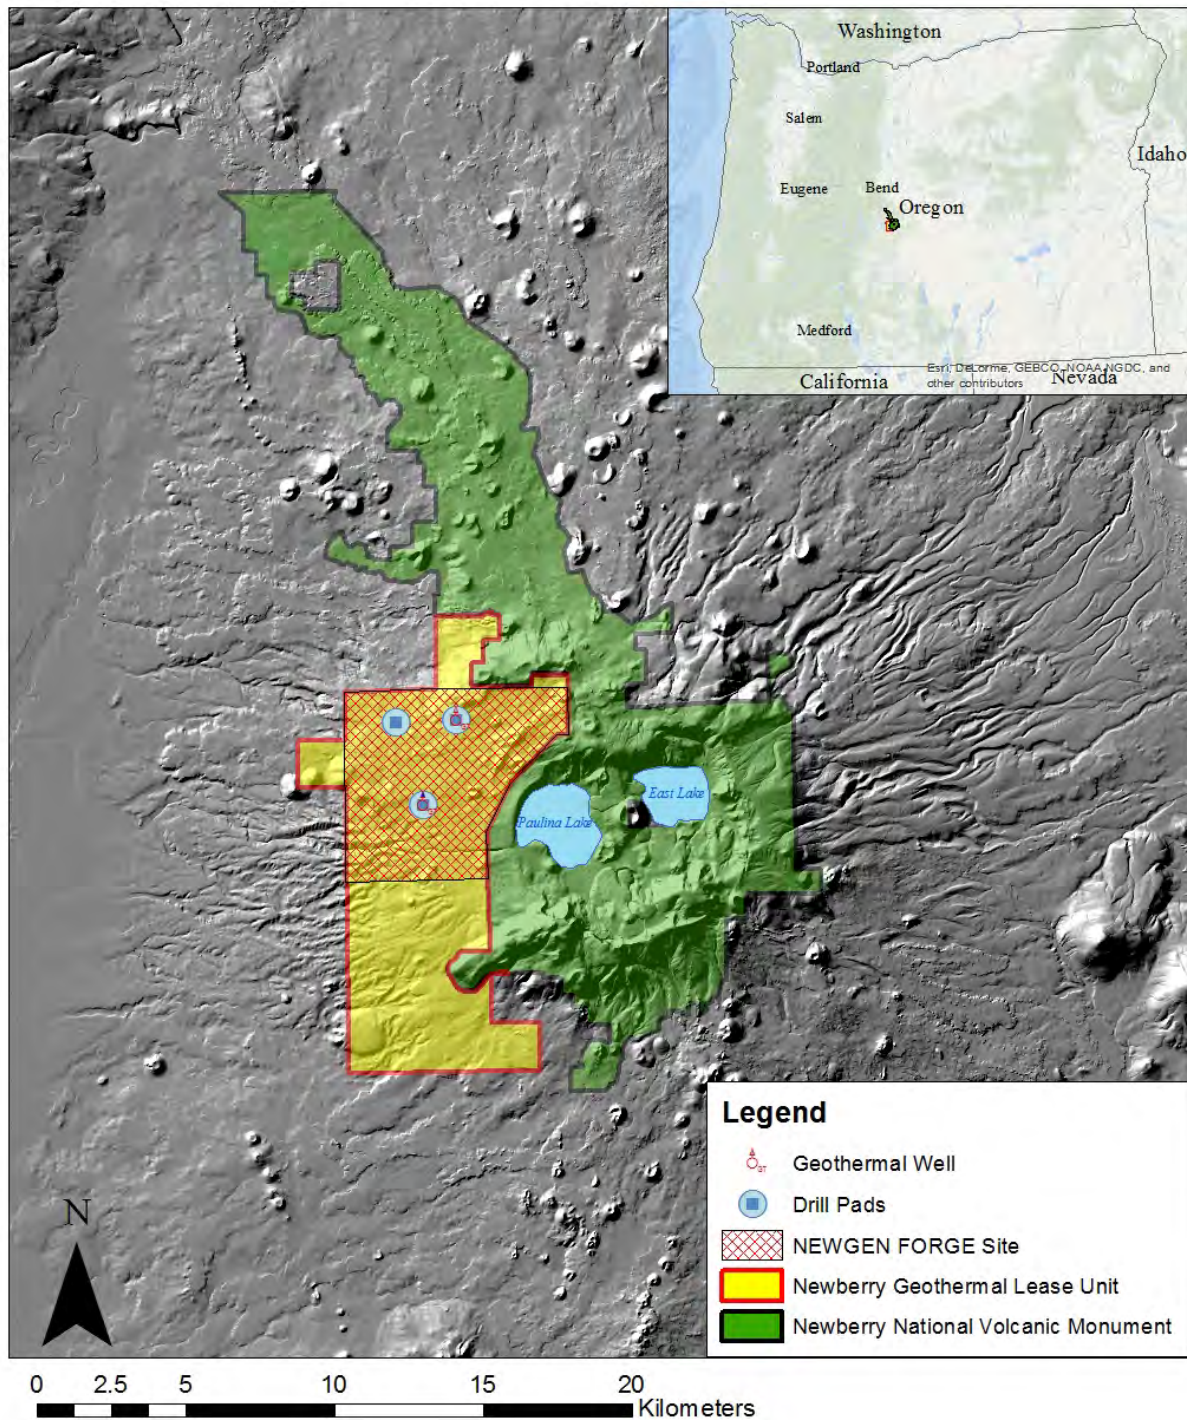 Washington
Portland
Salem
Idaho
Eugene
Bend
Oregon
Medford
Esri, DeLorme, GEBCO, NOAA NGDC, and
other contributors
California
Nevada
East Lake
Paulina Lake
Legend
Geothermal Well
Drill Pads
NEWGEN FORGE Site
Newberry Geothermal Lease Unit
Newberry National Volcanic Monument
N
0 2.5 5 10 15 20
Kilometers